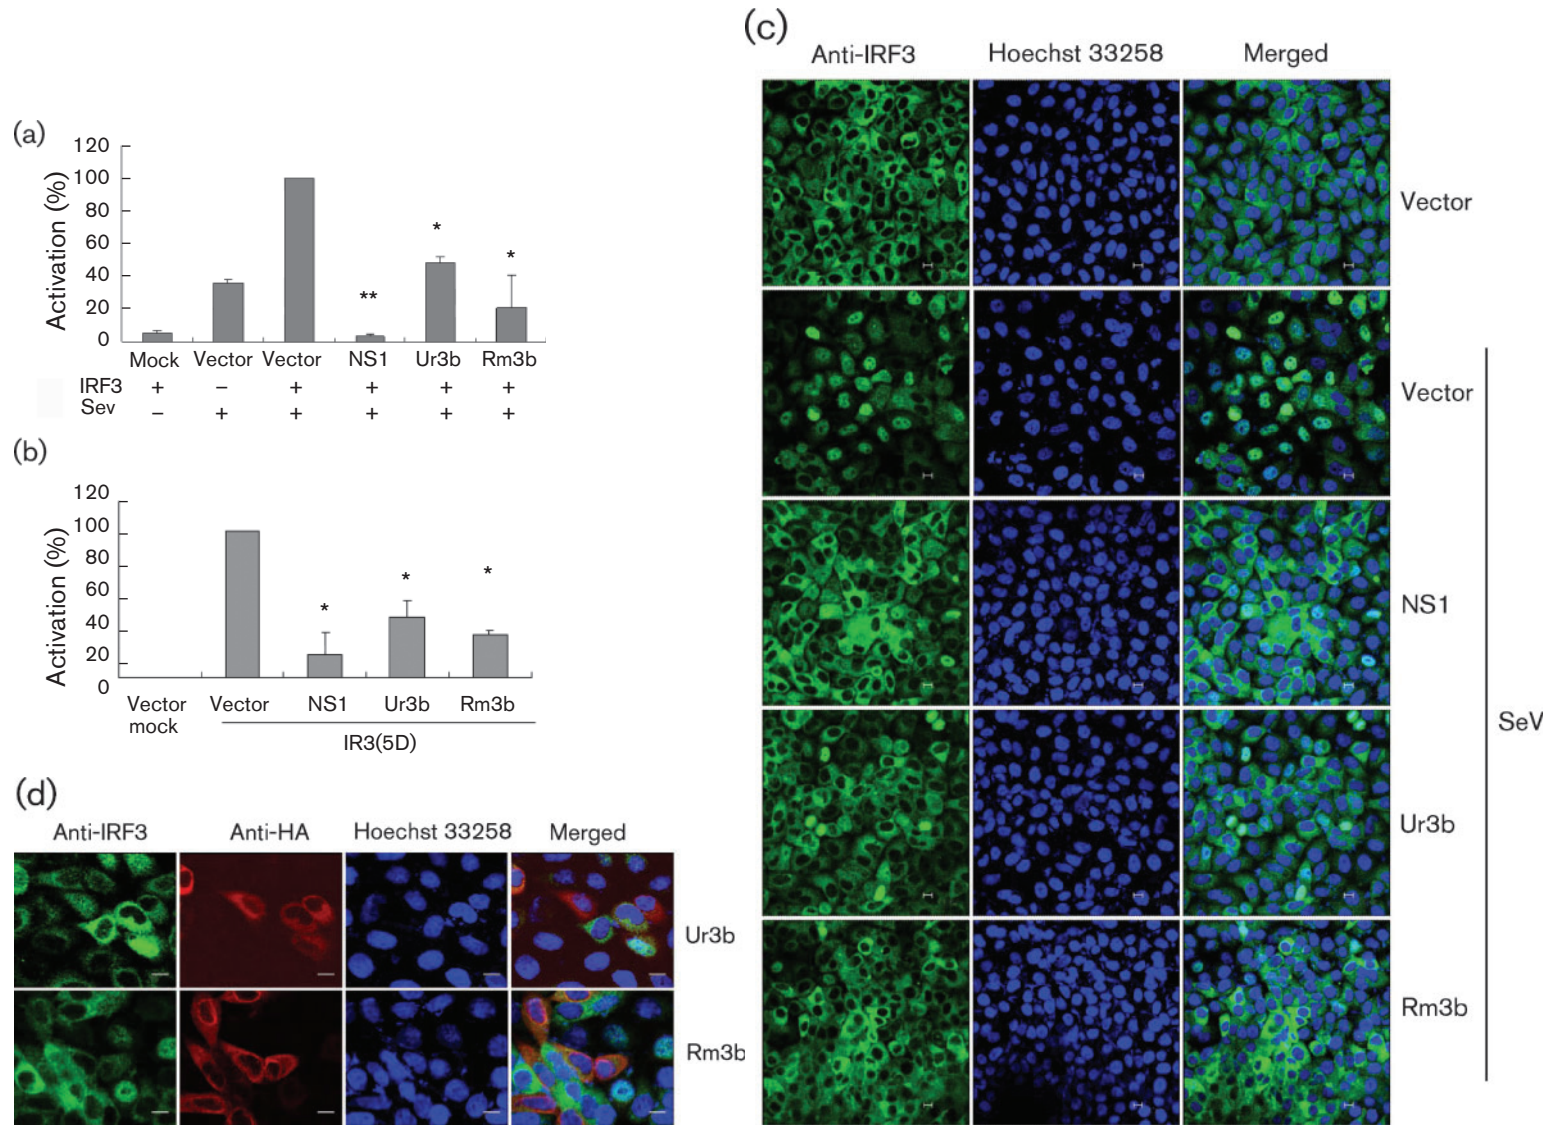 (a)
Activation (%)
120
100
80
60
40
20
0
**
*
*
Mock Vector Vector NS1 Ur3b Rm3b
IRF3 + – + + + +
Sev – + + + + +
(b)
Activation (%)
120
100
80
60
40
20
0
*
*
*
Vector mock
Vector NS1 Ur3b Rm3b
IR3(5D)
(c)
Anti-IRF3 Hoechst 33258 Merged
Vector
Vector
NS1
Ur3b
Rm3b
SeV
(d)
Anti-IRF3 Anti-HA Hoechst 33258 Merged
Ur3b
Rm3b